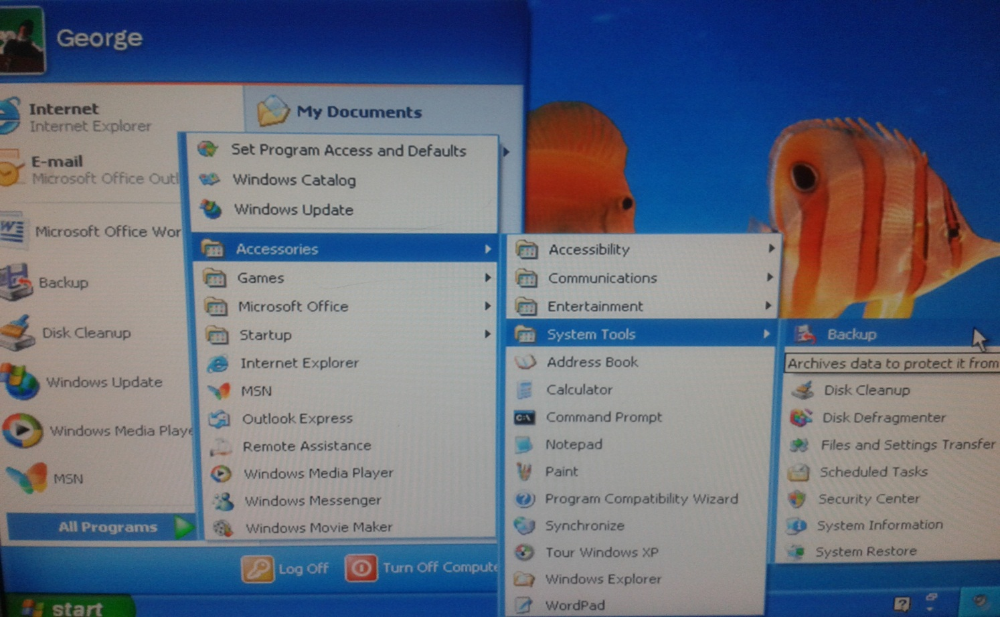 George
Internet
Internet Explorer
E-mail
Microsoft Office Outl
Microsoft Office Wor
Backup
Disk Cleanup
Windows Update
Windows Media Playe
MSN
All Programs
My Documents
Set Program Access and Defaults
Windows Catalog
Windows Update
Accessories
Games
Microsoft Office
Startup
Internet Explorer
MSN
Outlook Express
Remote Assistance
Windows Media Player
Windows Messenger
Windows Movie Maker
Accessibility
Communications
Entertainment
System Tools
Address Book
Calculator
C:\
Command Prompt
Notepad
Paint
Program Compatibility Wizard
Synchronize
Tour Windows XP
Windows Explorer
WordPad
Backup
Archives data to protect it from
Disk Cleanup
Disk Defragmenter
Files and Settings Transfer
Scheduled Tasks
Security Center
System Information
System Restore
Log Off
Turn Off Compute
start